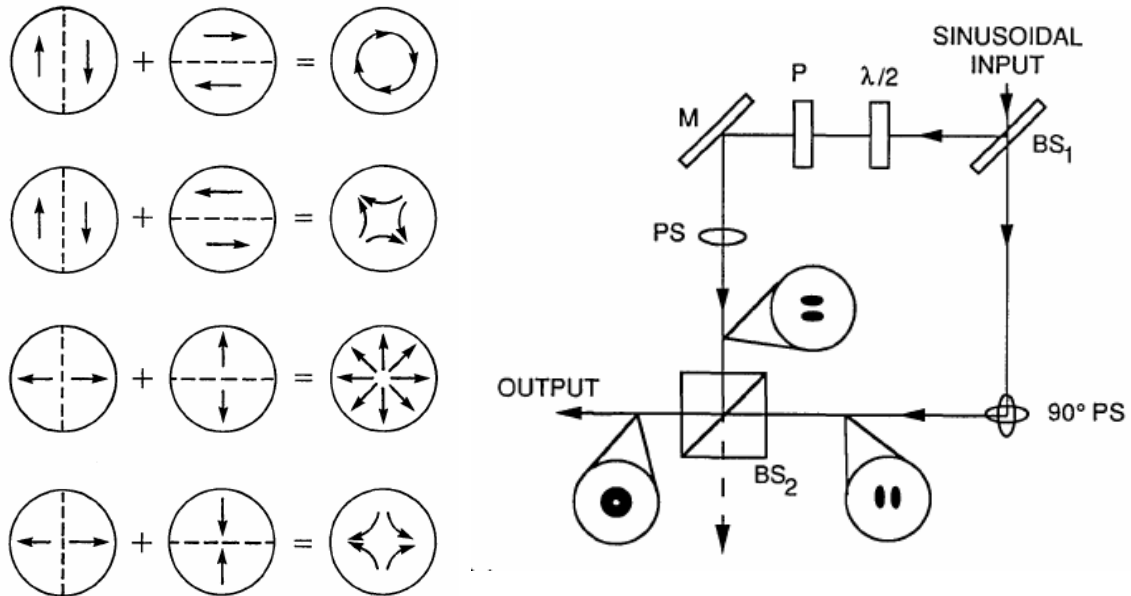 + =
+ =
+ =
+ =
SINUSOIDAL
INPUT
P
λ/2
M
BS₁
PS
OUTPUT
90° PS
BS₂